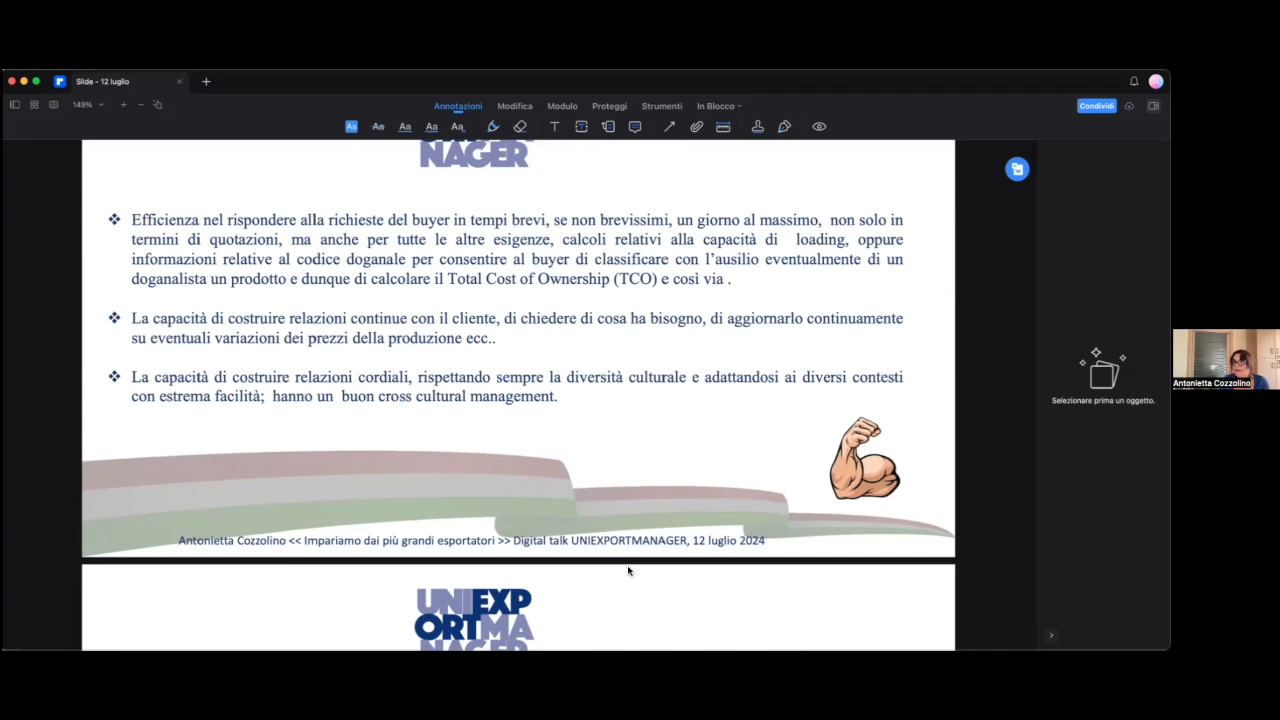 Slide - 12 luglio
149%
Annotazioni Modifica Modulo Proteggi Strumenti In Blocco
Condividi
NAGER
❖ Efficienza nel rispondere alla richieste del buyer in tempi brevi, se non brevissimi, un giorno al massimo, non solo in
termini di quotazioni, ma anche per tutte le altre esigenze, calcoli relativi alla capacità di loading, oppure
informazioni relative al codice doganale per consentire al buyer di classificare con l’ausilio eventualmente di un
doganalista un prodotto e dunque di calcolare il Total Cost of Ownership (TCO) e così via .
❖ La capacità di costruire relazioni continue con il cliente, di chiedere di cosa ha bisogno, di aggiornarlo continuamente
su eventuali variazioni dei prezzi della produzione ecc..
❖ La capacità di costruire relazioni cordiali, rispettando sempre la diversità culturale e adattandosi ai diversi contesti
con estrema facilità; hanno un buon cross cultural management.
Selezionare prima un oggetto.
Antonietta Cozzolino
Antonietta Cozzolino << Impariamo dai più grandi esportatori >> Digital talk UNIEXPORTMANAGER, 12 luglio 2024
UNIEXP
ORTMA
NAGER